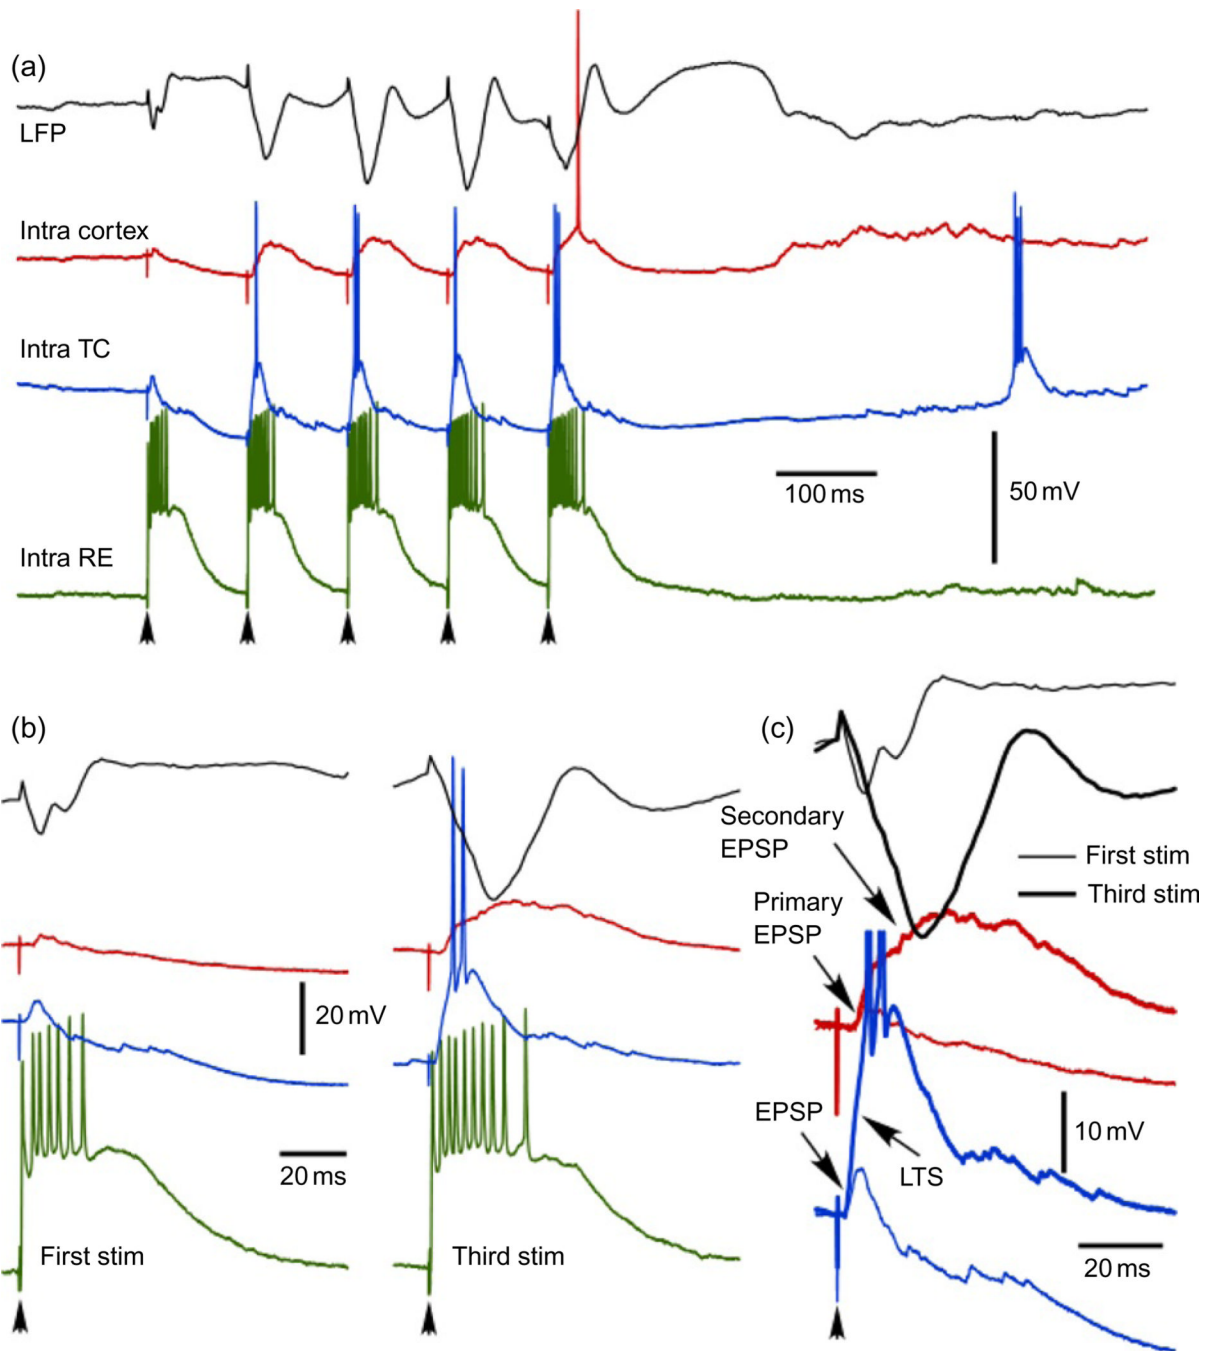 (a)
LFP
Intra cortex
Intra TC
100 ms
50 mV
Intra RE
(b)
(c)
Secondary
EPSP
First stim
Third stim
Primary
EPSP
20 mV
EPSP
10 mV
20 ms
LTS
First stim
Third stim
20 ms